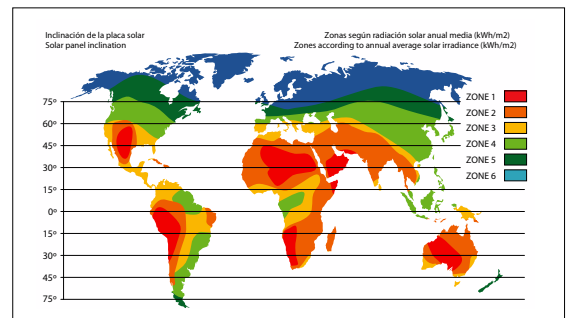 Inclinación de la placa solar
Solar panel inclination
Zonas según radiación solar anual media (kWh/m2)
Zones according to annual average solar irradiance (kWh/m2)
75º
60º
45º
30º
15º
0º
15º
30º
45º
75º
ZONE 1
ZONE 2
ZONE 3
ZONE 4
ZONE 5
ZONE 6